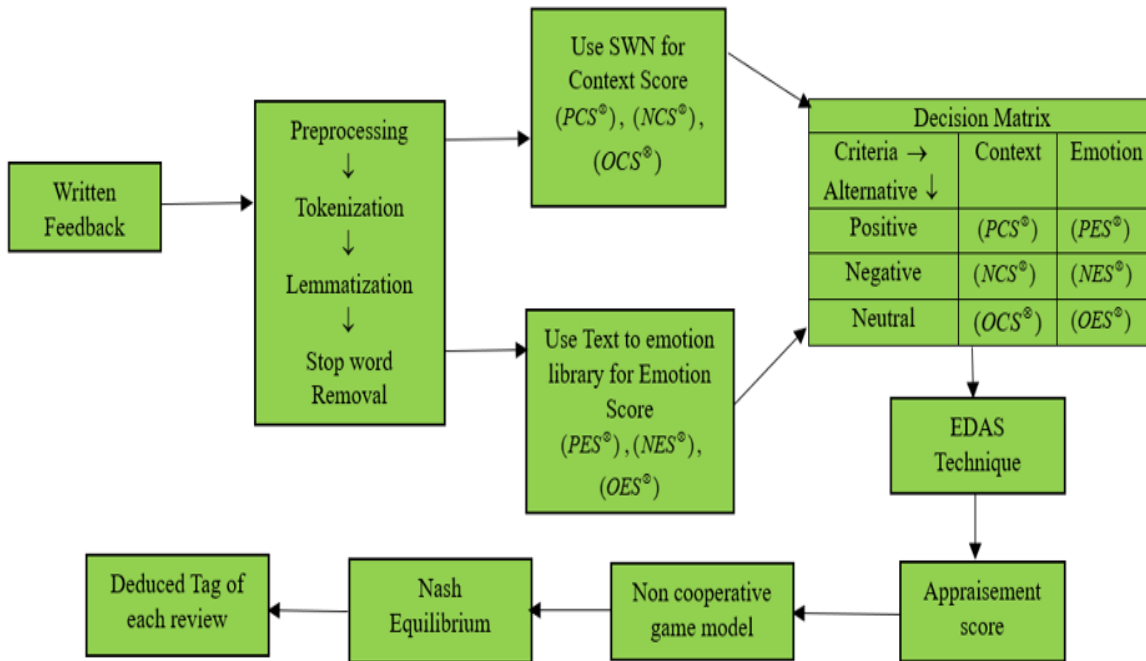 Written
Feedback
Preprocessing
↓
Tokenization
↓
Lemmatization
↓
Stop word
Removal
Use SWN for
Context Score
(PCS⊗), (NCS⊗),
(OCS⊗)
Use Text to emotion
library for Emotion
Score
(PES⊗), (NES⊗),
(OES⊗)
Decision Matrix
Criteria → Context Emotion
Alternative ↓
Positive (PCS⊗) (PES⊗)
Negative (NCS⊗) (NES⊗)
Neutral (OCS⊗) (OES⊗)
EDAS
Technique
Appraisement
score
Non cooperative
game model
Nash
Equilibrium
Deduced Tag of
each review